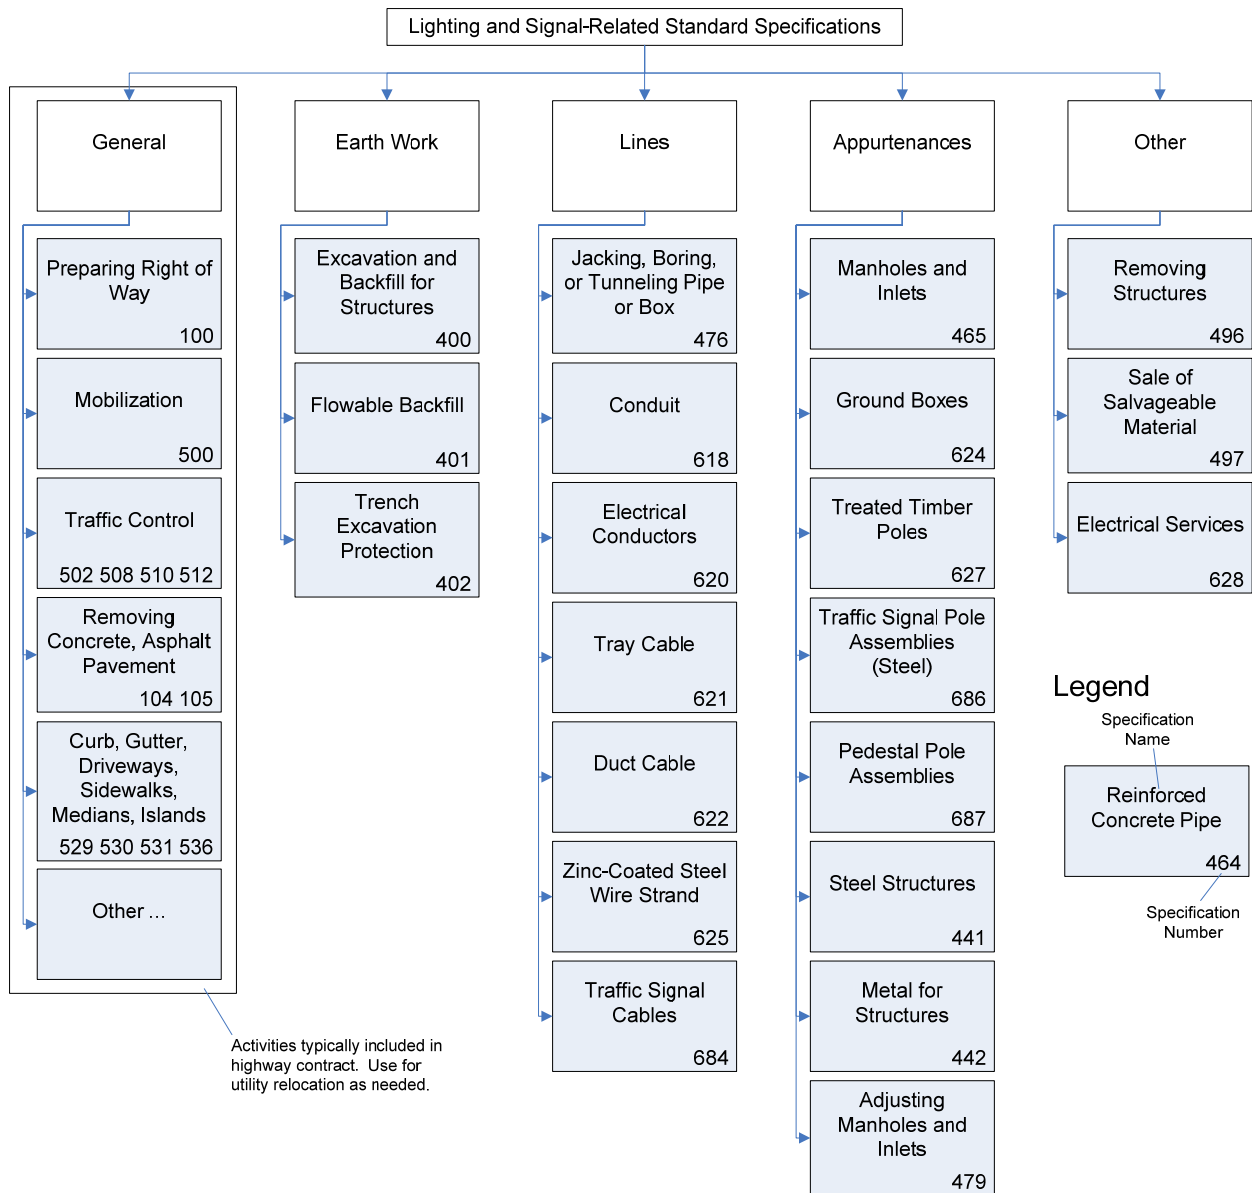 Lighting and Signal-Related Standard Specifications
General
Preparing Right of
Way
100
Mobilization
500
Traffic Control
502 508 510 512
Removing
Concrete, Asphalt
Pavement
104 105
Curb, Gutter,
Driveways,
Sidewalks,
Medians, Islands
529 530 531 536
Other ...
Activities typically included in
highway contract. Use for
utility relocation as needed.
Earth Work
Excavation and
Backfill for
Structures
400
Flowable Backfill
401
Trench
Excavation
Protection
402
Lines
Jacking, Boring,
or Tunneling Pipe
or Box
476
Conduit
618
Electrical
Conductors
620
Tray Cable
621
Duct Cable
622
Zinc-Coated Steel
Wire Strand
625
Traffic Signal
Cables
684
Appurtenances
Manholes and
Inlets
465
Ground Boxes
624
Treated Timber
Poles
627
Traffic Signal Pole
Assemblies
(Steel)
686
Pedestal Pole
Assemblies
687
Steel Structures
441
Metal for
Structures
442
Adjusting
Manholes and
Inlets
479
Other
Removing
Structures
496
Sale of
Salvageable
Material
497
Electrical Services
628
Legend
Specification
Name
Reinforced
Concrete Pipe
464
Specification
Number